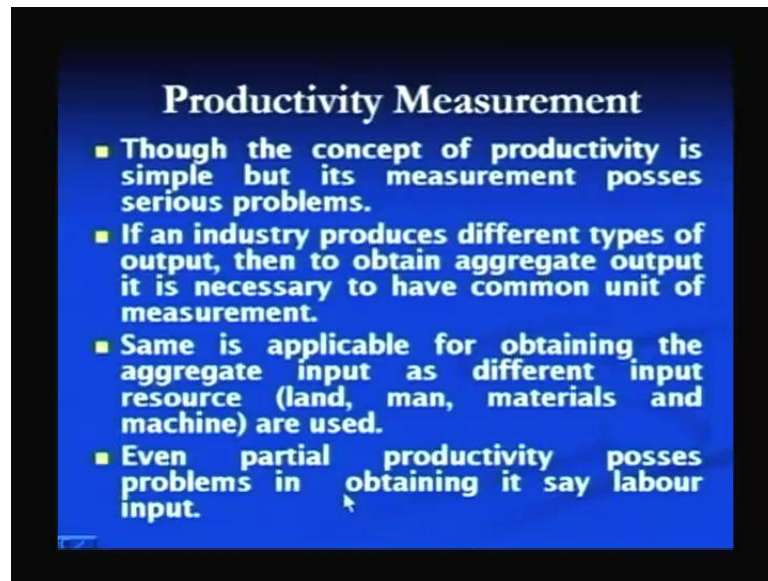 Productivity Measurement
Though the concept of productivity is
simple but its measurement posses
serious problems.
If an industry produces different types of
output, then to obtain aggregate output
it is necessary to have common unit of
measurement.
Same is applicable for obtaining the
aggregate input as different input
resource (land, man, materials and
machine) are used.
Even partial productivity posses
problems in obtaining it say labour
input.